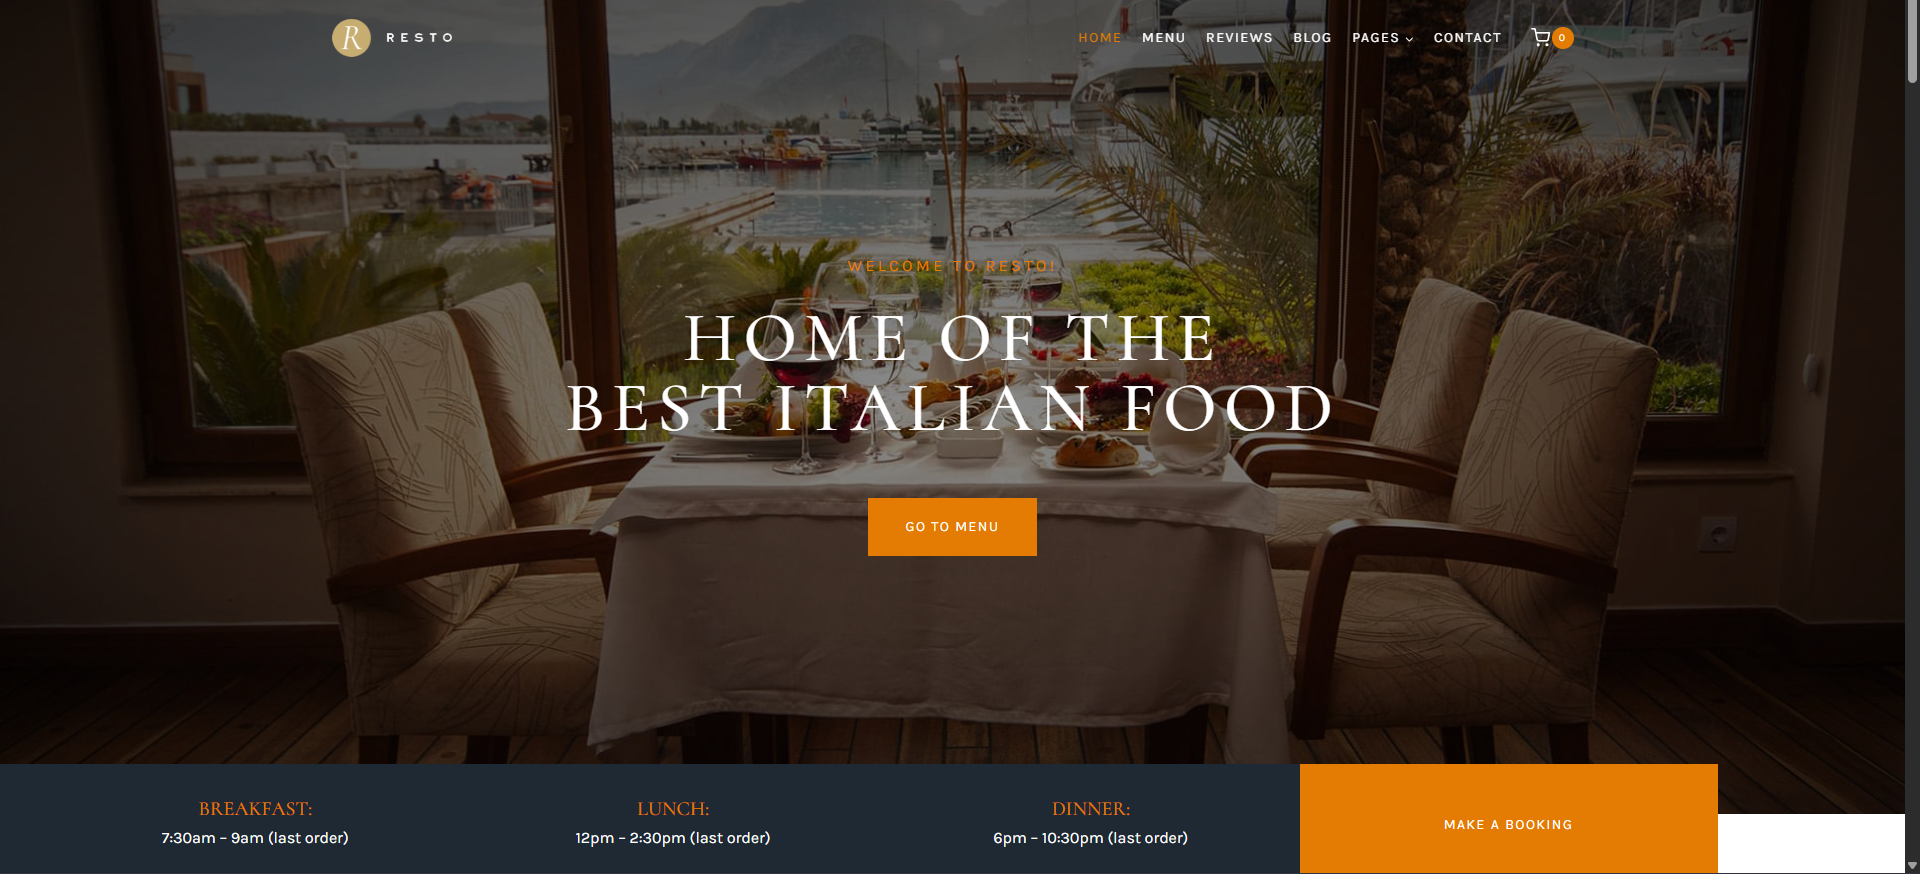 R RESTO
HOME MENU REVIEWS BLOG PAGES CONTACT 0
WELCOME TO RESTO!
HOME OF THE
BEST ITALIAN FOOD
GO TO MENU
BREAKFAST:
7:30am – 9am (last order)
LUNCH:
12pm – 2:30pm (last order)
DINNER:
6pm – 10:30pm (last order)
MAKE A BOOKING